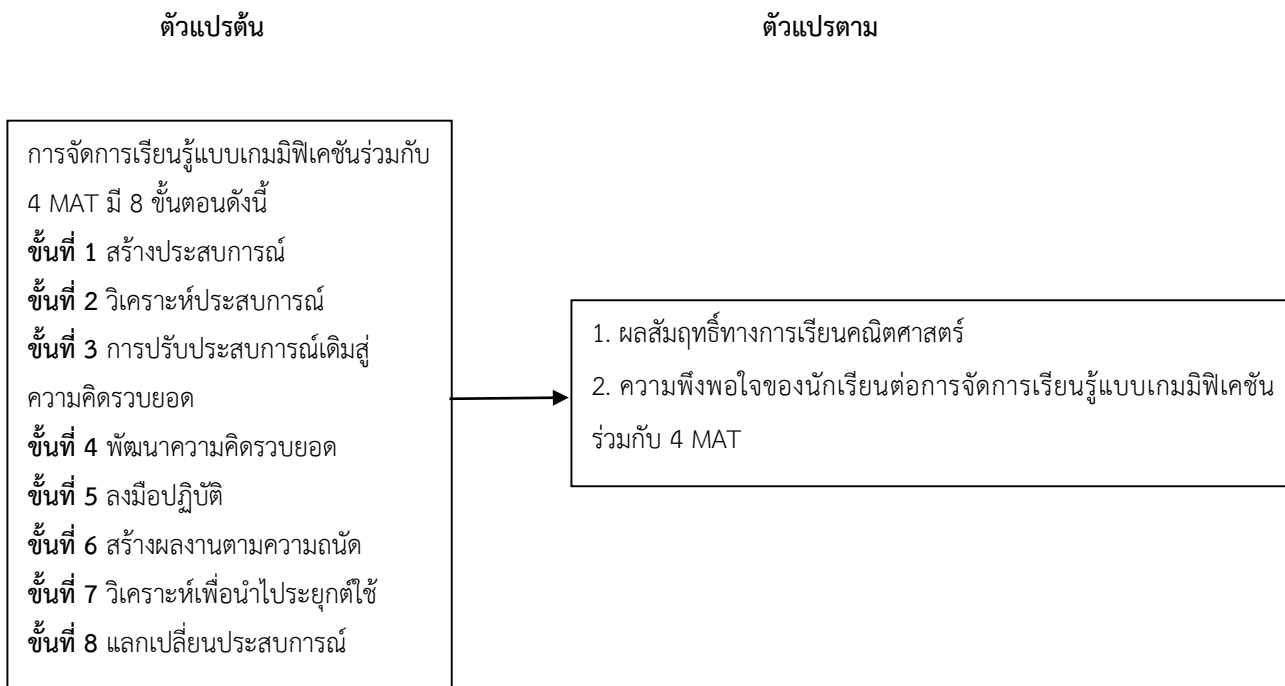 ตัวแปรต้น
ตัวแปรตาม
การจัดการเรียนรู้แบบเกมมิฟิเคชันร่วมกับ
4 MAT มี 8 ขั้นตอนดังนี้
ขั้นที่ 1 สร้างประสบการณ์
ขั้นที่ 2 วิเคราะห์ประสบการณ์
ขั้นที่ 3 การปรับประสบการณ์เดิมสู่
ความคิดรวบยอด
ขั้นที่ 4 พัฒนาความคิดรวบยอด
ขั้นที่ 5 ลงมือปฏิบัติ
ขั้นที่ 6 สร้างผลงานตามความถนัด
ขั้นที่ 7 วิเคราะห์เพื่อนำไประยุกต์ใช้
ขั้นที่ 8 แลกเปลี่ยนประสบการณ์
1. ผลสัมฤทธิ์ทางการเรียนคณิตศาสตร์
2. ความพึงพอใจของนักเรียนต่อการจัดการเรียนรู้แบบเกมมิฟิเคชัน
ร่วมกับ 4 MAT